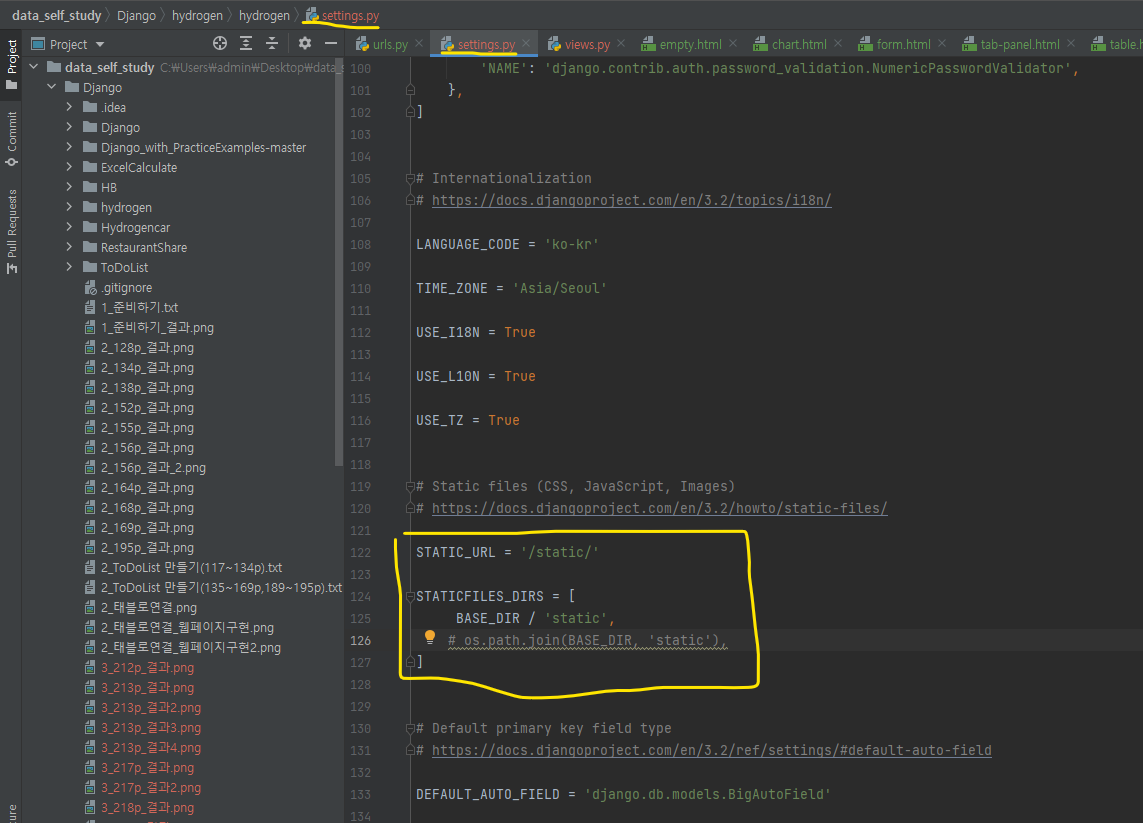 data_self_study › Django › hydrogen › hydrogen › settings.py
Project
urls.py
settings.py
views.py
empty.html
chart.html
form.html
tab-panel.html
table.h
Project
Commit
Pull Requests
data_self_study C:₩Users₩admin₩Desktop₩data_s
Django
.idea
Django
Django_with_PracticeExamples-master
ExcelCalculate
HB
hydrogen
Hydrogencar
RestaurantShare
ToDoList
.gitignore
1_준비하기.txt
1_준비하기_결과.png
2_128p_결과.png
2_134p_결과.png
2_138p_결과.png
2_152p_결과.png
2_155p_결과.png
2_156p_결과.png
2_156p_결과_2.png
2_164p_결과.png
2_168p_결과.png
2_169p_결과.png
2_195p_결과.png
2_ToDoList 만들기(117~134p).txt
2_ToDoList 만들기(135~169p,189~195p).txt
2_태블로연결.png
2_태블로연결_웹페이지구현.png
2_태블로연결_웹페이지구현2.png
3_212p_결과.png
3_213p_결과.png
3_213p_결과2.png
3_213p_결과3.png
3_213p_결과4.png
3_217p_결과.png
3_217p_결과2.png
3_218p_결과.png
ure
100 'NAME': 'django.contrib.auth.password_validation.NumericPasswordValidator',
101 },
102 ]
103
104
105 # Internationalization
106 # https://docs.djangoproject.com/en/3.2/topics/i18n/
107
108 LANGUAGE_CODE = 'ko-kr'
109
110 TIME_ZONE = 'Asia/Seoul'
111
112 USE_I18N = True
113
114 USE_L10N = True
115
116 USE_TZ = True
117
118
119 # Static files (CSS, JavaScript, Images)
120 # https://docs.djangoproject.com/en/3.2/howto/static-files/
121
122 STATIC_URL = '/static/'
123
124 STATICFILES_DIRS = [
125 BASE_DIR / 'static',
126 # os.path.join(BASE_DIR, 'static'),
127 ]
128
129
130 # Default primary key field type
131 # https://docs.djangoproject.com/en/3.2/ref/settings/#default-auto-field
132
133 DEFAULT_AUTO_FIELD = 'django.db.models.BigAutoField'
134